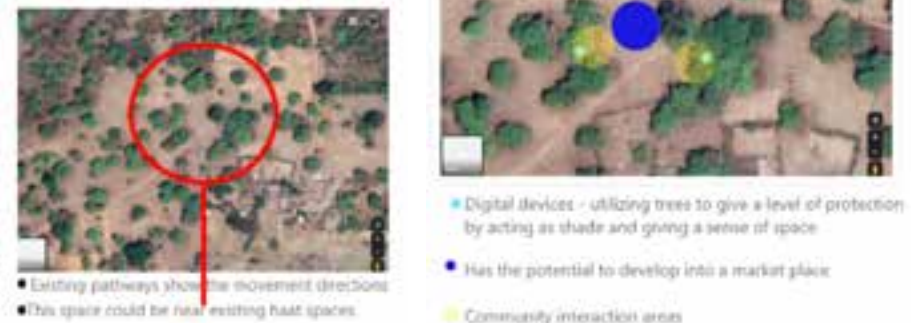 Existing pathways show the movement directions
This space could be near existing haat spaces
Digital devices - utilizing trees to give a level of protection
by acting as shade and giving a sense of space
Has the potential to develop into a market place
Community interaction areas